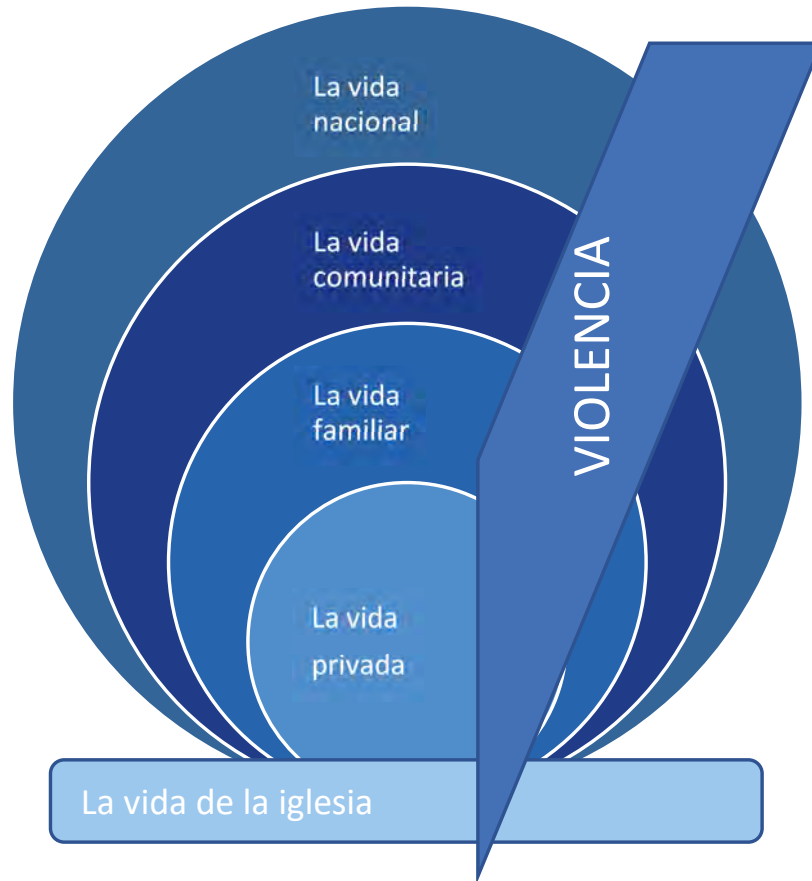 La vida
nacional
La vida
comunitaria
La vida
familiar
La vida
privada
VIOLENCIA
La vida de la iglesia